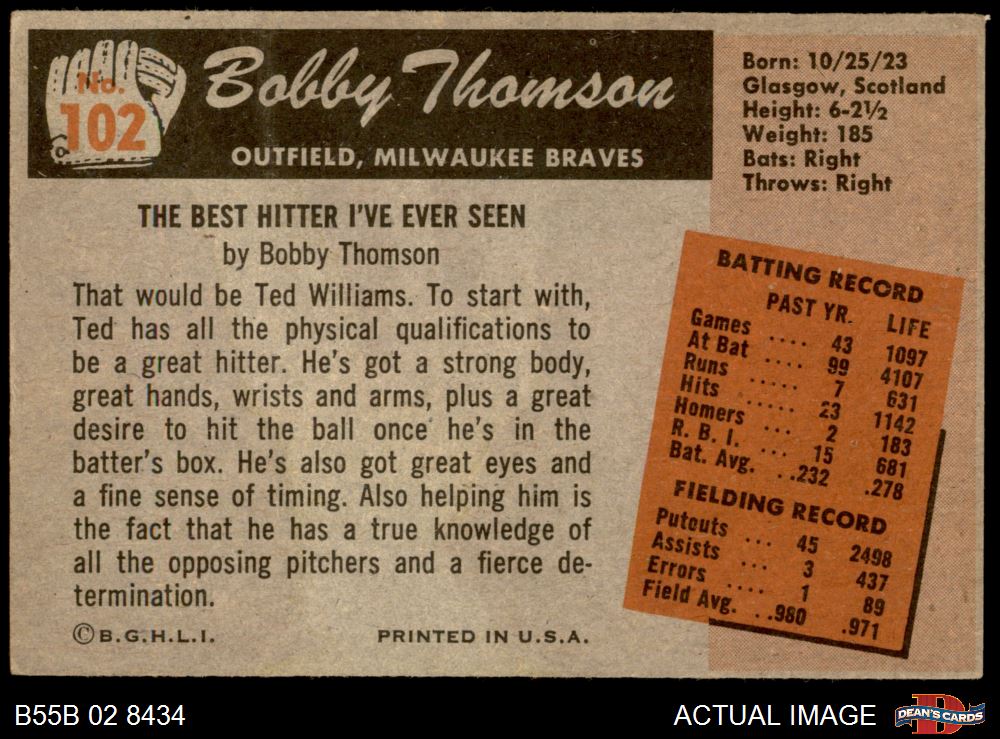 No.
102
Bobby Thomson
OUTFIELD, MILWAUKEE BRAVES
Born: 10/25/23
Glasgow, Scotland
Height: 6-2½
Weight: 185
Bats: Right
Throws: Right
THE BEST HITTER I'VE EVER SEEN
by Bobby Thomson
That would be Ted Williams. To start with,
Ted has all the physical qualifications to
be a great hitter. He's got a strong body,
great hands, wrists and arms, plus a great
desire to hit the ball once he's in the
batter's box. He's also got great eyes and
a fine sense of timing. Also helping him is
the fact that he has a true knowledge of
all the opposing pitchers and a fierce de-
termination.
©B.G.H.L.I. PRINTED IN U.S.A.
BATTING RECORD
PAST YR. LIFE
Games .... 43 1097
At Bat .... 99 4107
Runs ..... 7 631
Hits ..... 23 1142
Homers ... 2 183
R. B. I. ... 15 681
Bat. Avg. ..232 .278
FIELDING RECORD
Putouts ... 45 2498
Assists ... 3 437
Errors .... 1 89
Field Avg. ..980 .971
B55B 02 8434 ACTUAL IMAGE
D
DEAN'S CARDS